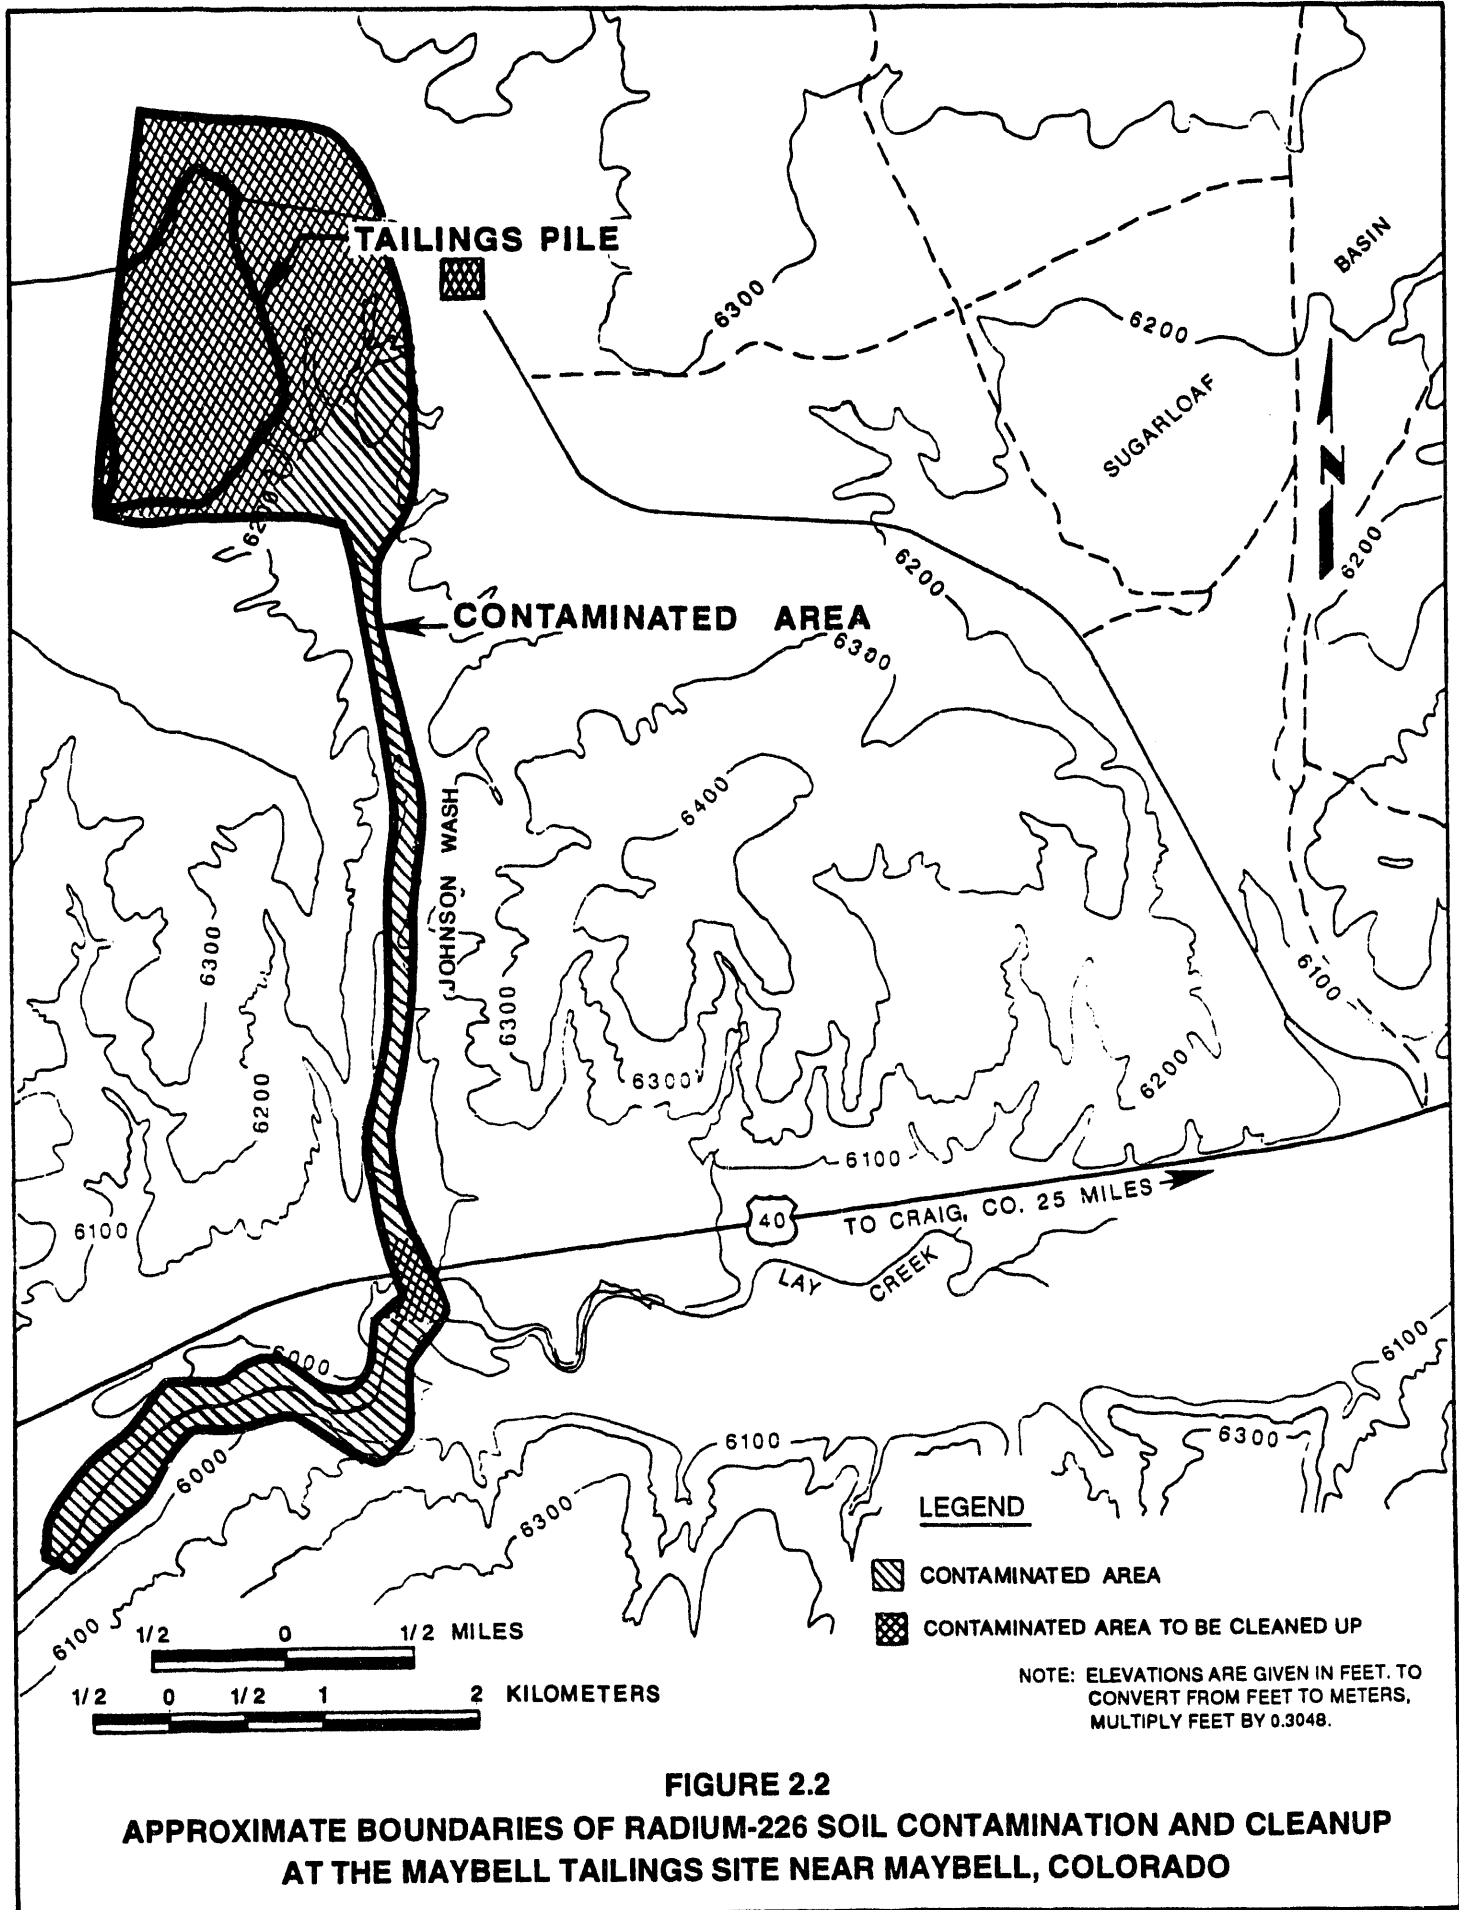 TAILINGS PILE
BASIN
6300
6200
SUGARLOAF
N
6200
6200
6200
CONTAMINATED AREA
6300
6400
JOHNSON WASH
6300
6300
6100
6200
6300
6200
6100
6100
40
TO CRAIG, CO. 25 MILES
LAY CREEK
6000
6100
6000
6100
6300
6300
6100
LEGEND
CONTAMINATED AREA
CONTAMINATED AREA TO BE CLEANED UP
1/2 0 1/2 MILES
1/2 0 1/2 1 2 KILOMETERS
NOTE: ELEVATIONS ARE GIVEN IN FEET. TO
CONVERT FROM FEET TO METERS,
MULTIPLY FEET BY 0.3048.
FIGURE 2.2
APPROXIMATE BOUNDARIES OF RADIUM-226 SOIL CONTAMINATION AND CLEANUP
AT THE MAYBELL TAILINGS SITE NEAR MAYBELL, COLORADO